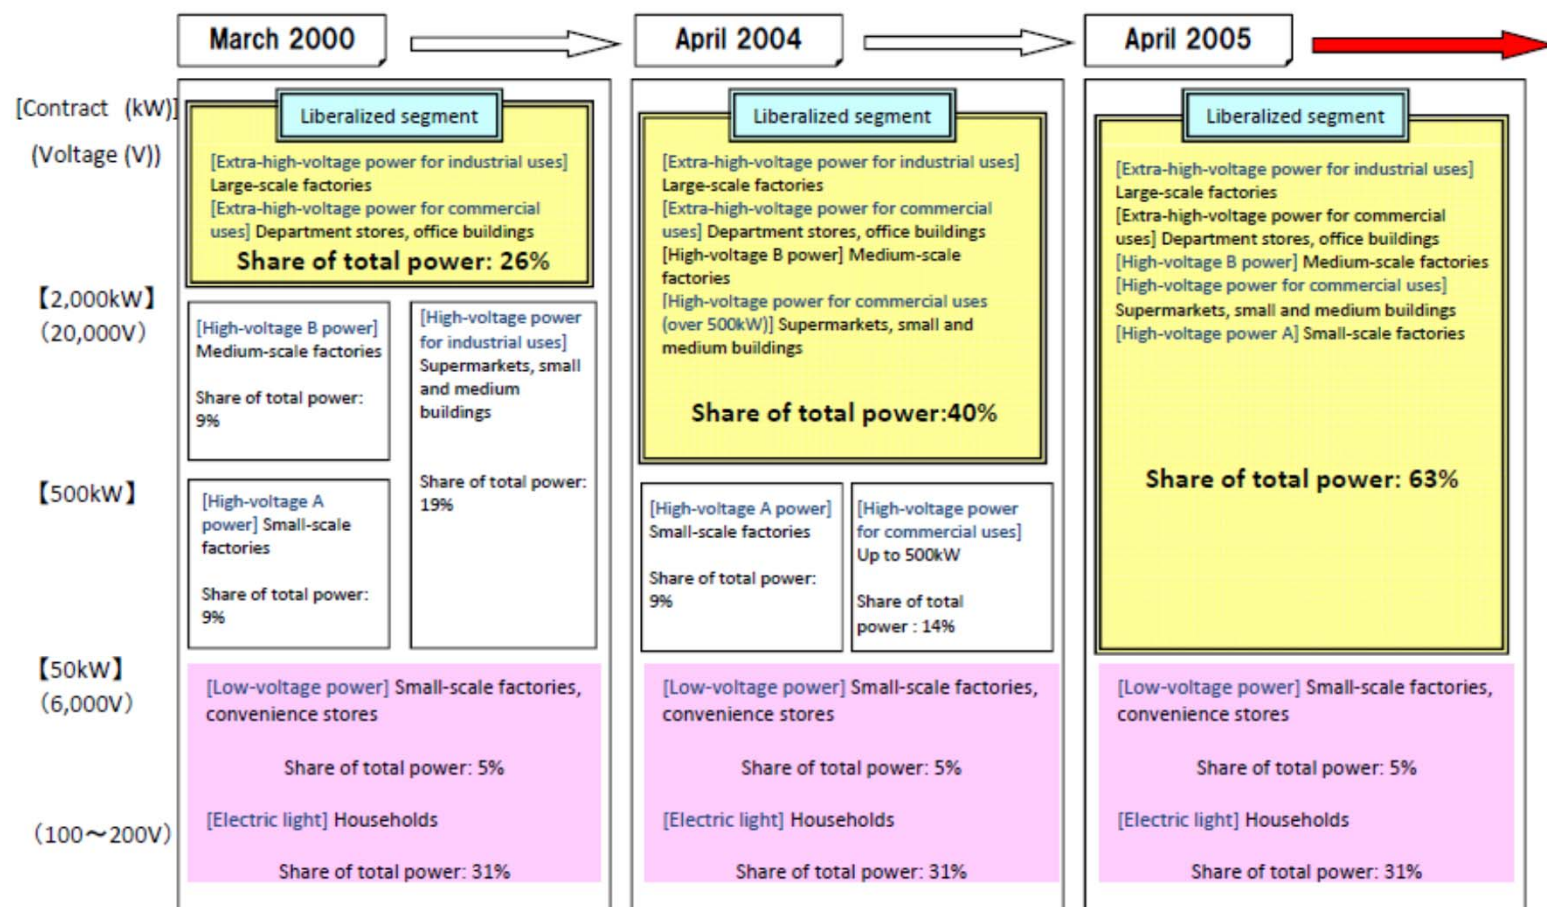 March 2000
April 2004
April 2005
[Contract (kW)]
(Voltage (V))
【2,000kW】
(20,000V)
【500kW】
【50kW】
(6,000V)
(100～200V)
Liberalized segment
[Extra-high-voltage power for industrial uses]
Large-scale factories
[Extra-high-voltage power for commercial
uses] Department stores, office buildings
Share of total power: 26%
[High-voltage B power]
Medium-scale factories
Share of total power:
9%
[High-voltage power
for industrial uses]
Supermarkets, small
and medium
buildings
Share of total power:
19%
[High-voltage A
power] Small-scale
factories
Share of total power:
9%
[Low-voltage power] Small-scale factories,
convenience stores
Share of total power: 5%
[Electric light] Households
Share of total power: 31%
Liberalized segment
[Extra-high-voltage power for industrial uses]
Large-scale factories
[Extra-high-voltage power for commercial
uses] Department stores, office buildings
[High-voltage B power] Medium-scale
factories
[High-voltage power for commercial uses
(over 500kW)] Supermarkets, small and
medium buildings
Share of total power:40%
[High-voltage A power]
Small-scale factories
Share of total power:
9%
[High-voltage power
for commercial uses]
Up to 500kW
Share of total
power : 14%
[Low-voltage power] Small-scale factories,
convenience stores
Share of total power: 5%
[Electric light] Households
Share of total power: 31%
Liberalized segment
[Extra-high-voltage power for industrial uses]
Large-scale factories
[Extra-high-voltage power for commercial
uses] Department stores, office buildings
[High-voltage B power] Medium-scale factories
[High-voltage power for commercial uses]
Supermarkets, small and medium buildings
[High-voltage power A] Small-scale factories
Share of total power: 63%
[Low-voltage power] Small-scale factories,
convenience stores
Share of total power: 5%
[Electric light] Households
Share of total power: 31%